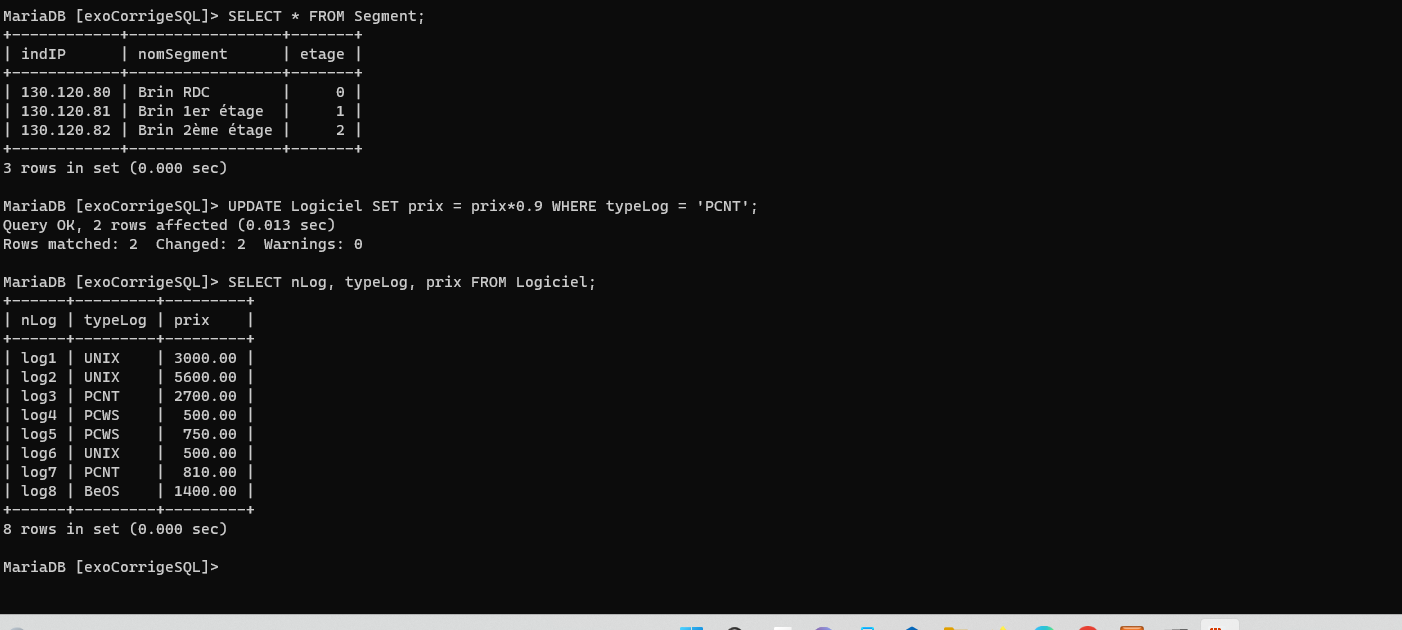 MariaDB [exoCorrigeSQL]> SELECT * FROM Segment;
+------------+-----------------+-------+
| indIP      | nomSegment      | etage |
+------------+-----------------+-------+
| 130.120.80 | Brin RDC        |     0 |
| 130.120.81 | Brin 1er étage  |     1 |
| 130.120.82 | Brin 2ème étage |     2 |
+------------+-----------------+-------+
3 rows in set (0.000 sec)

MariaDB [exoCorrigeSQL]> UPDATE Logiciel SET prix = prix*0.9 WHERE typeLog = 'PCNT';
Query OK, 2 rows affected (0.013 sec)
Rows matched: 2  Changed: 2  Warnings: 0

MariaDB [exoCorrigeSQL]> SELECT nLog, typeLog, prix FROM Logiciel;
+------+---------+---------+
| nLog | typeLog | prix    |
+------+---------+---------+
| log1 | UNIX    | 3000.00 |
| log2 | UNIX    | 5600.00 |
| log3 | PCNT    | 2700.00 |
| log4 | PCWS    |  500.00 |
| log5 | PCWS    |  750.00 |
| log6 | UNIX    |  500.00 |
| log7 | PCNT    |  810.00 |
| log8 | BeOS    | 1400.00 |
+------+---------+---------+
8 rows in set (0.000 sec)

MariaDB [exoCorrigeSQL]>